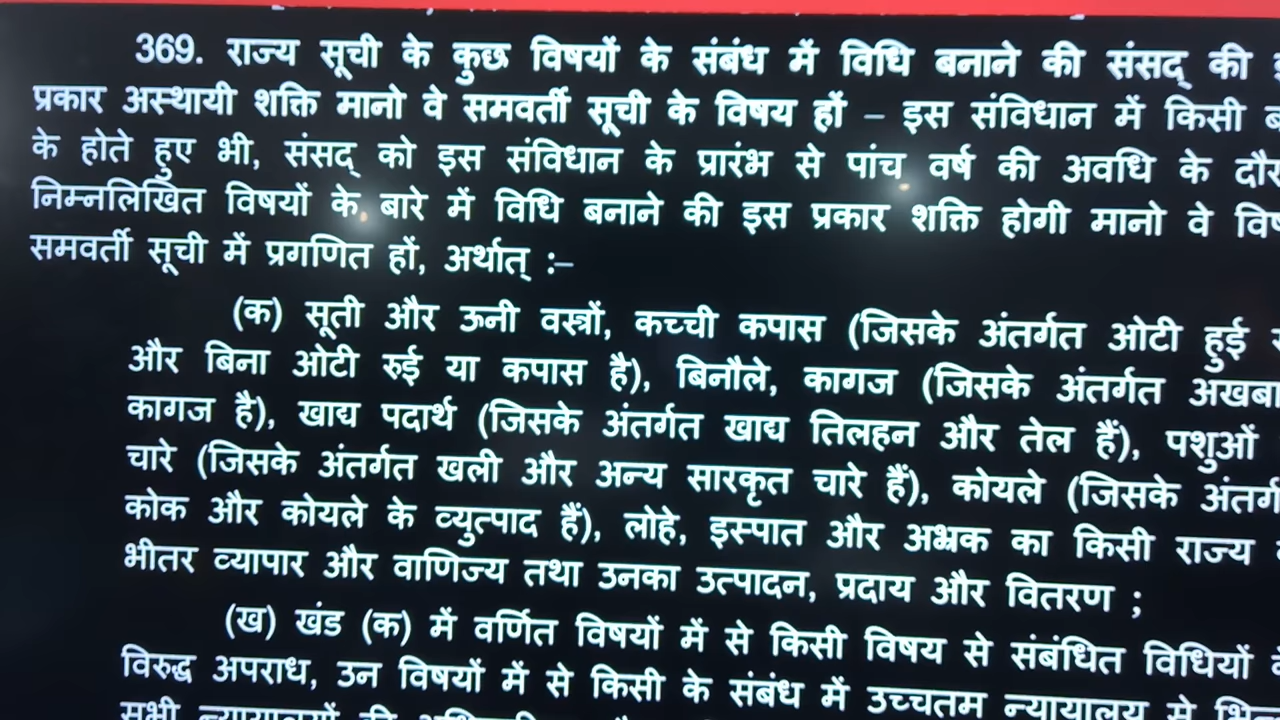 369. राज्य सूची के कुछ विषयों के संबंध में विधि बनाने की संसद् की
प्रकार अस्थायी शक्ति मानो वे समवर्ती सूची के विषय हों – इस संविधान में किसी
के होते हुए भी, संसद् को इस संविधान के प्रारंभ से पांच वर्ष की अवधि के
निम्नलिखित विषयों के बारे में विधि बनाने की इस प्रकार शक्ति होगी मानो वे
समवर्ती सूची में प्रगणित हों, अर्थात् :–
(क) सूती और ऊनी वस्त्रों, कच्ची कपास (जिसके अंतर्गत ओटी हुई
और बिना ओटी रुई या कपास है), बिनौले, कागज (जिसके अंतर्गत
कागज है), खाद्य पदार्थ (जिसके अंतर्गत खाद्य तिलहन और तेल हैं), पशुओं
चारे (जिसके अंतर्गत खली और अन्य सारकृत चारे हैं), कोयले (जिसके
कोक और कोयले के व्युत्पाद हैं), लोहे, इस्पात और अभ्रक का किसी राज्य
भीतर व्यापार और वाणिज्य तथा उनका उत्पादन, प्रदाय और वितरण ;
(ख) खंड (क) में वर्णित विषयों में से किसी विषय से संबंधित विधियों
विरुद्ध अपराध, उन विषयों में से किसी के संबंध में उच्चतम न्यायालय से